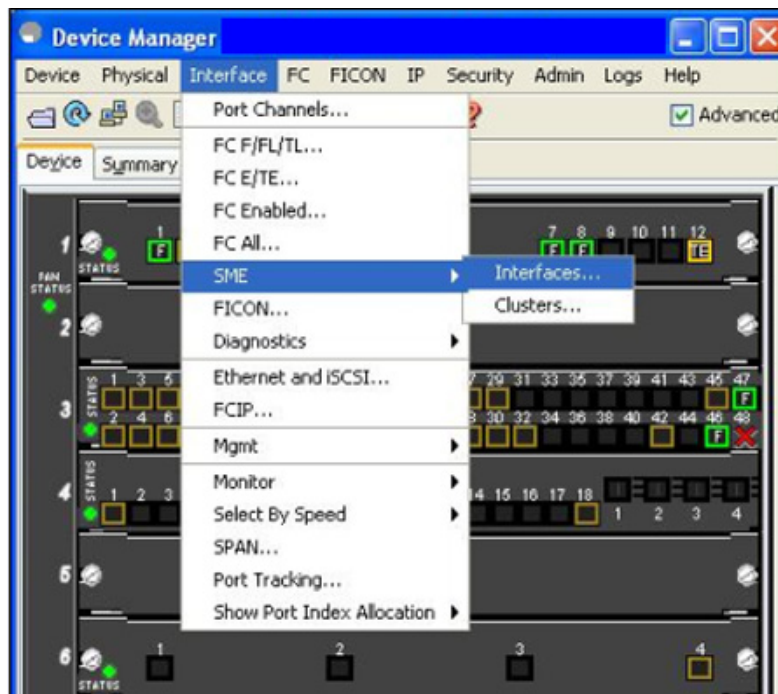 Device Manager
Device Physical Interface FC FICON IP Security Admin Logs Help
Advanced
Device Summary
Port Channels...
FC F/FL/TL...
FC E/TE...
FC Enabled...
FC All...
SME
Interfaces...
Clusters...
FICON...
Diagnostics
Ethernet and iSCSI...
FCIP...
Mgmt
Monitor
Select By Speed
SPAN...
Port Tracking...
Show Port Index Allocation
1 7 8 9 10 11 12
1 F F F TE
STATUS
FAN
STATUS
2
STATUS 1 3 5 29 31 33 35 37 39 41 43 45 47
3 F
2 4 6 30 32 34 36 38 40 42 44 46 48
F
STATUS
4 1 2 3 14 15 16 17 18 1 2 3 4
5
6 1 2 3 4
STATUS